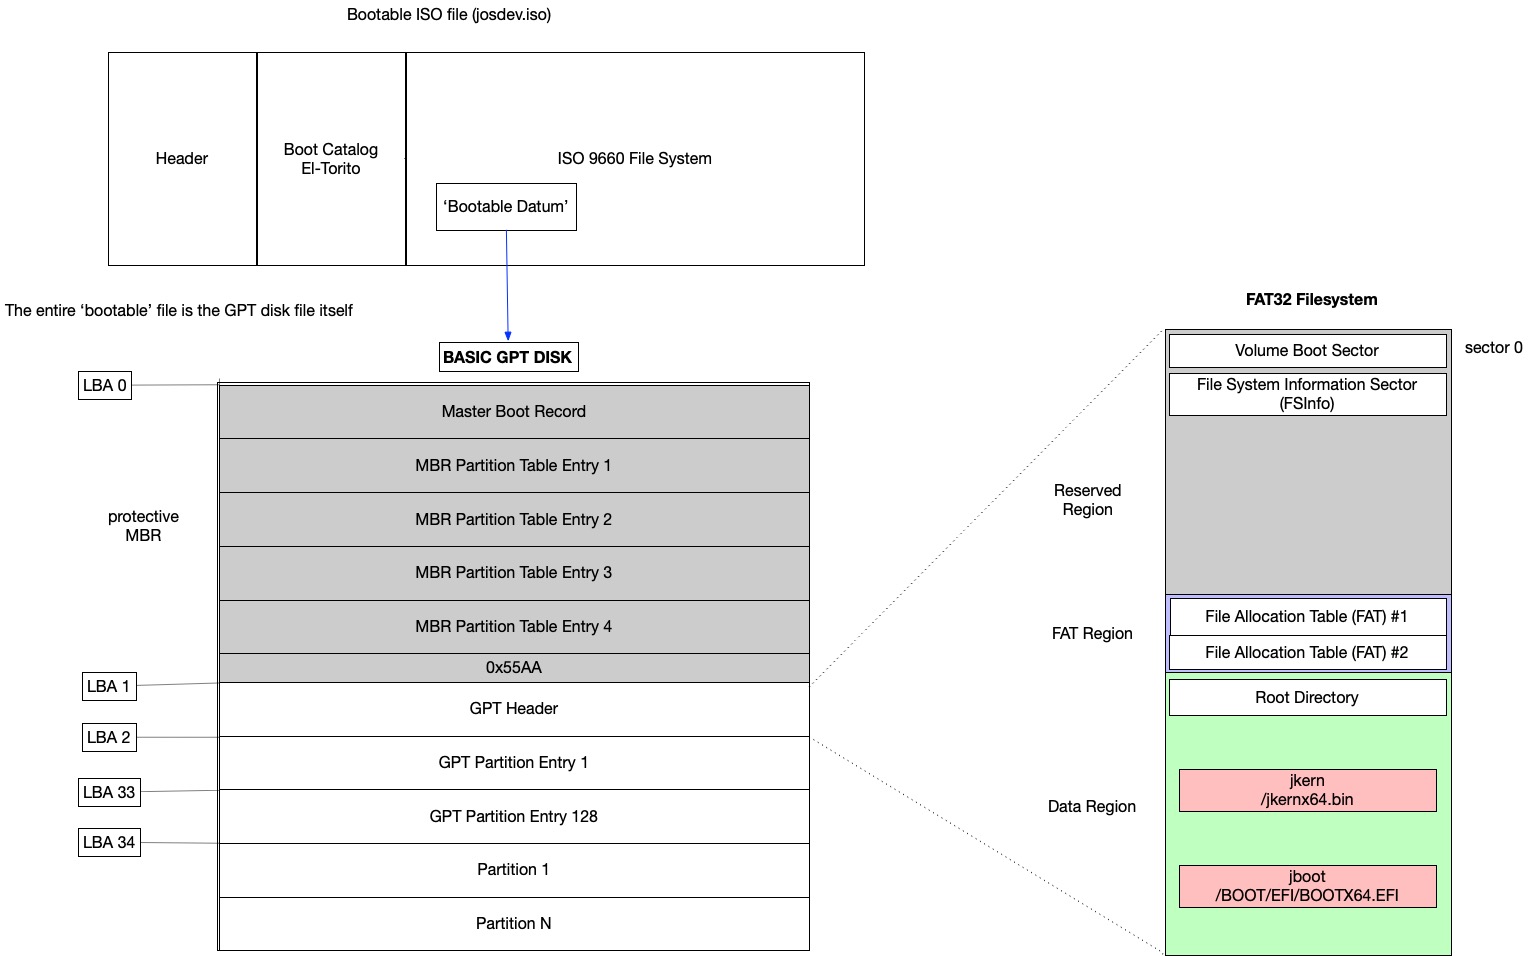 Bootable ISO file (josdev.iso)
Header
Boot Catalog
El-Torito
ISO 9660 File System
‘Bootable Datum’
The entire ‘bootable’ file is the GPT disk file itself
BASIC GPT DISK
LBA 0
Master Boot Record
MBR Partition Table Entry 1
MBR Partition Table Entry 2
protective
MBR
MBR Partition Table Entry 3
MBR Partition Table Entry 4
0x55AA
LBA 1
GPT Header
LBA 2
GPT Partition Entry 1
LBA 33
GPT Partition Entry 128
LBA 34
Partition 1
Partition N
FAT32 Filesystem
Volume Boot Sector
sector 0
File System Information Sector
(FSInfo)
Reserved
Region
File Allocation Table (FAT) #1
FAT Region
File Allocation Table (FAT) #2
Root Directory
jkern
/jkernx64.bin
Data Region
jboot
/BOOT/EFI/BOOTX64.EFI